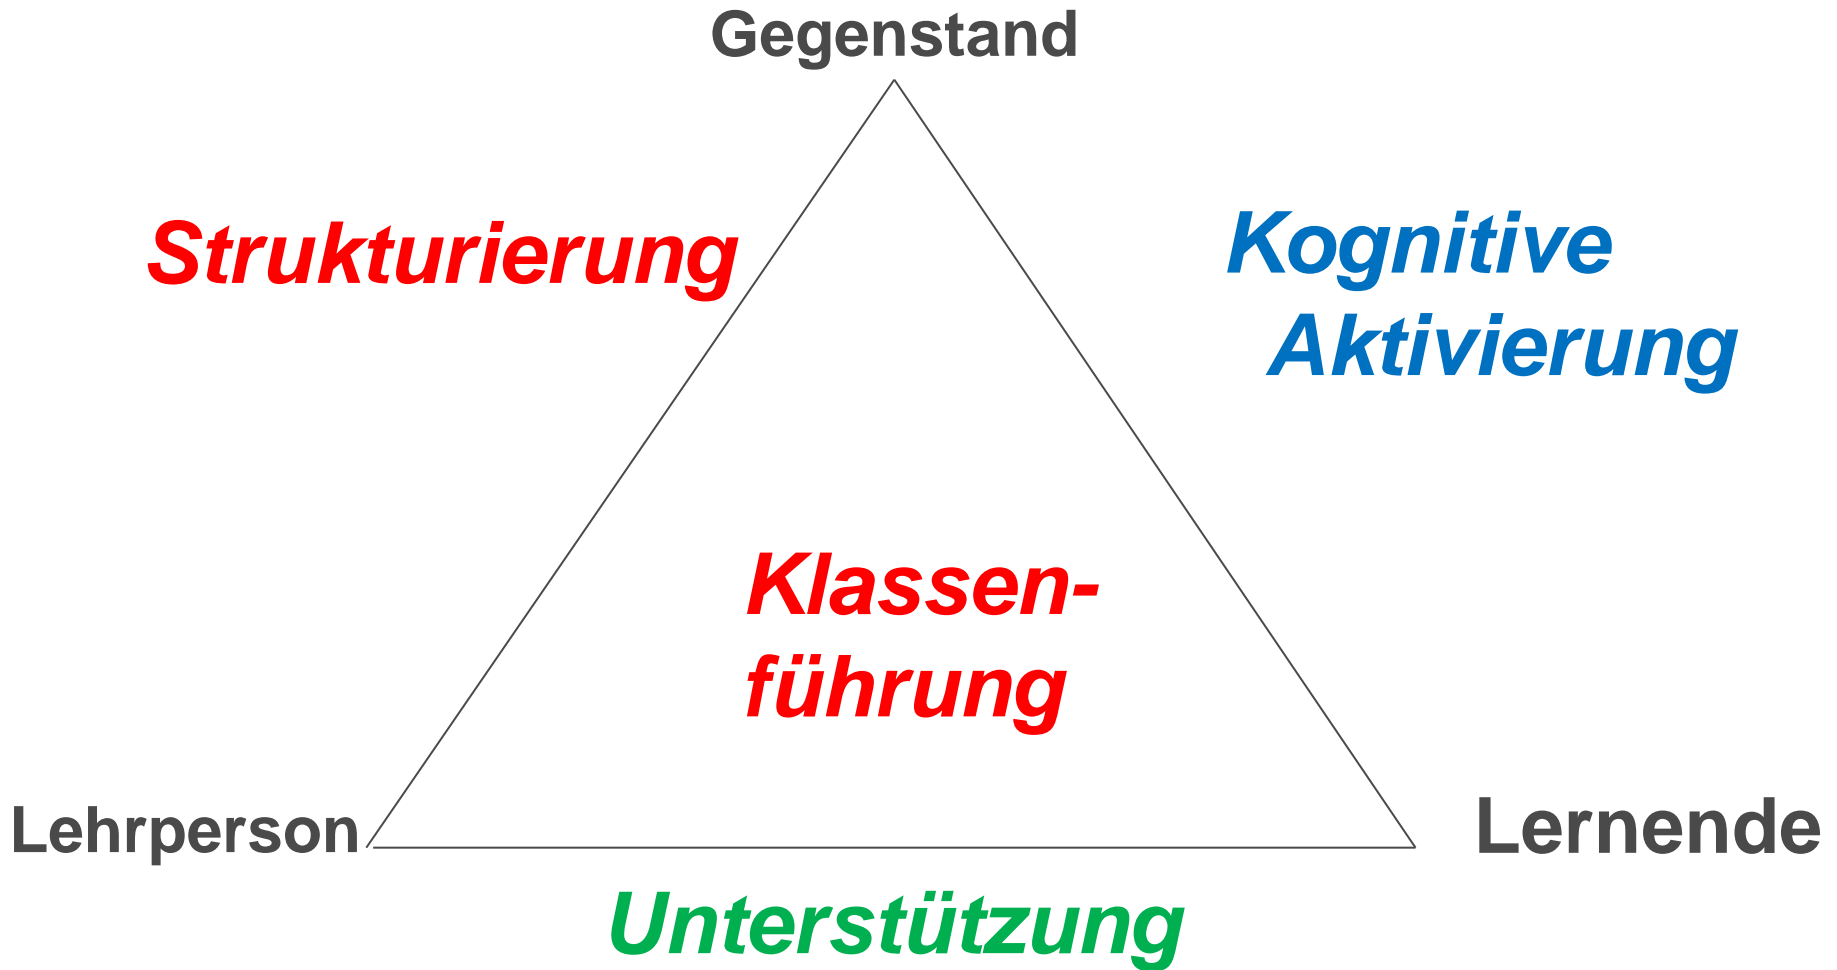 Gegenstand
Strukturierung
Kognitive
Aktivierung
Klassen-
führung
Lehrperson
Lernende
Unterstützung